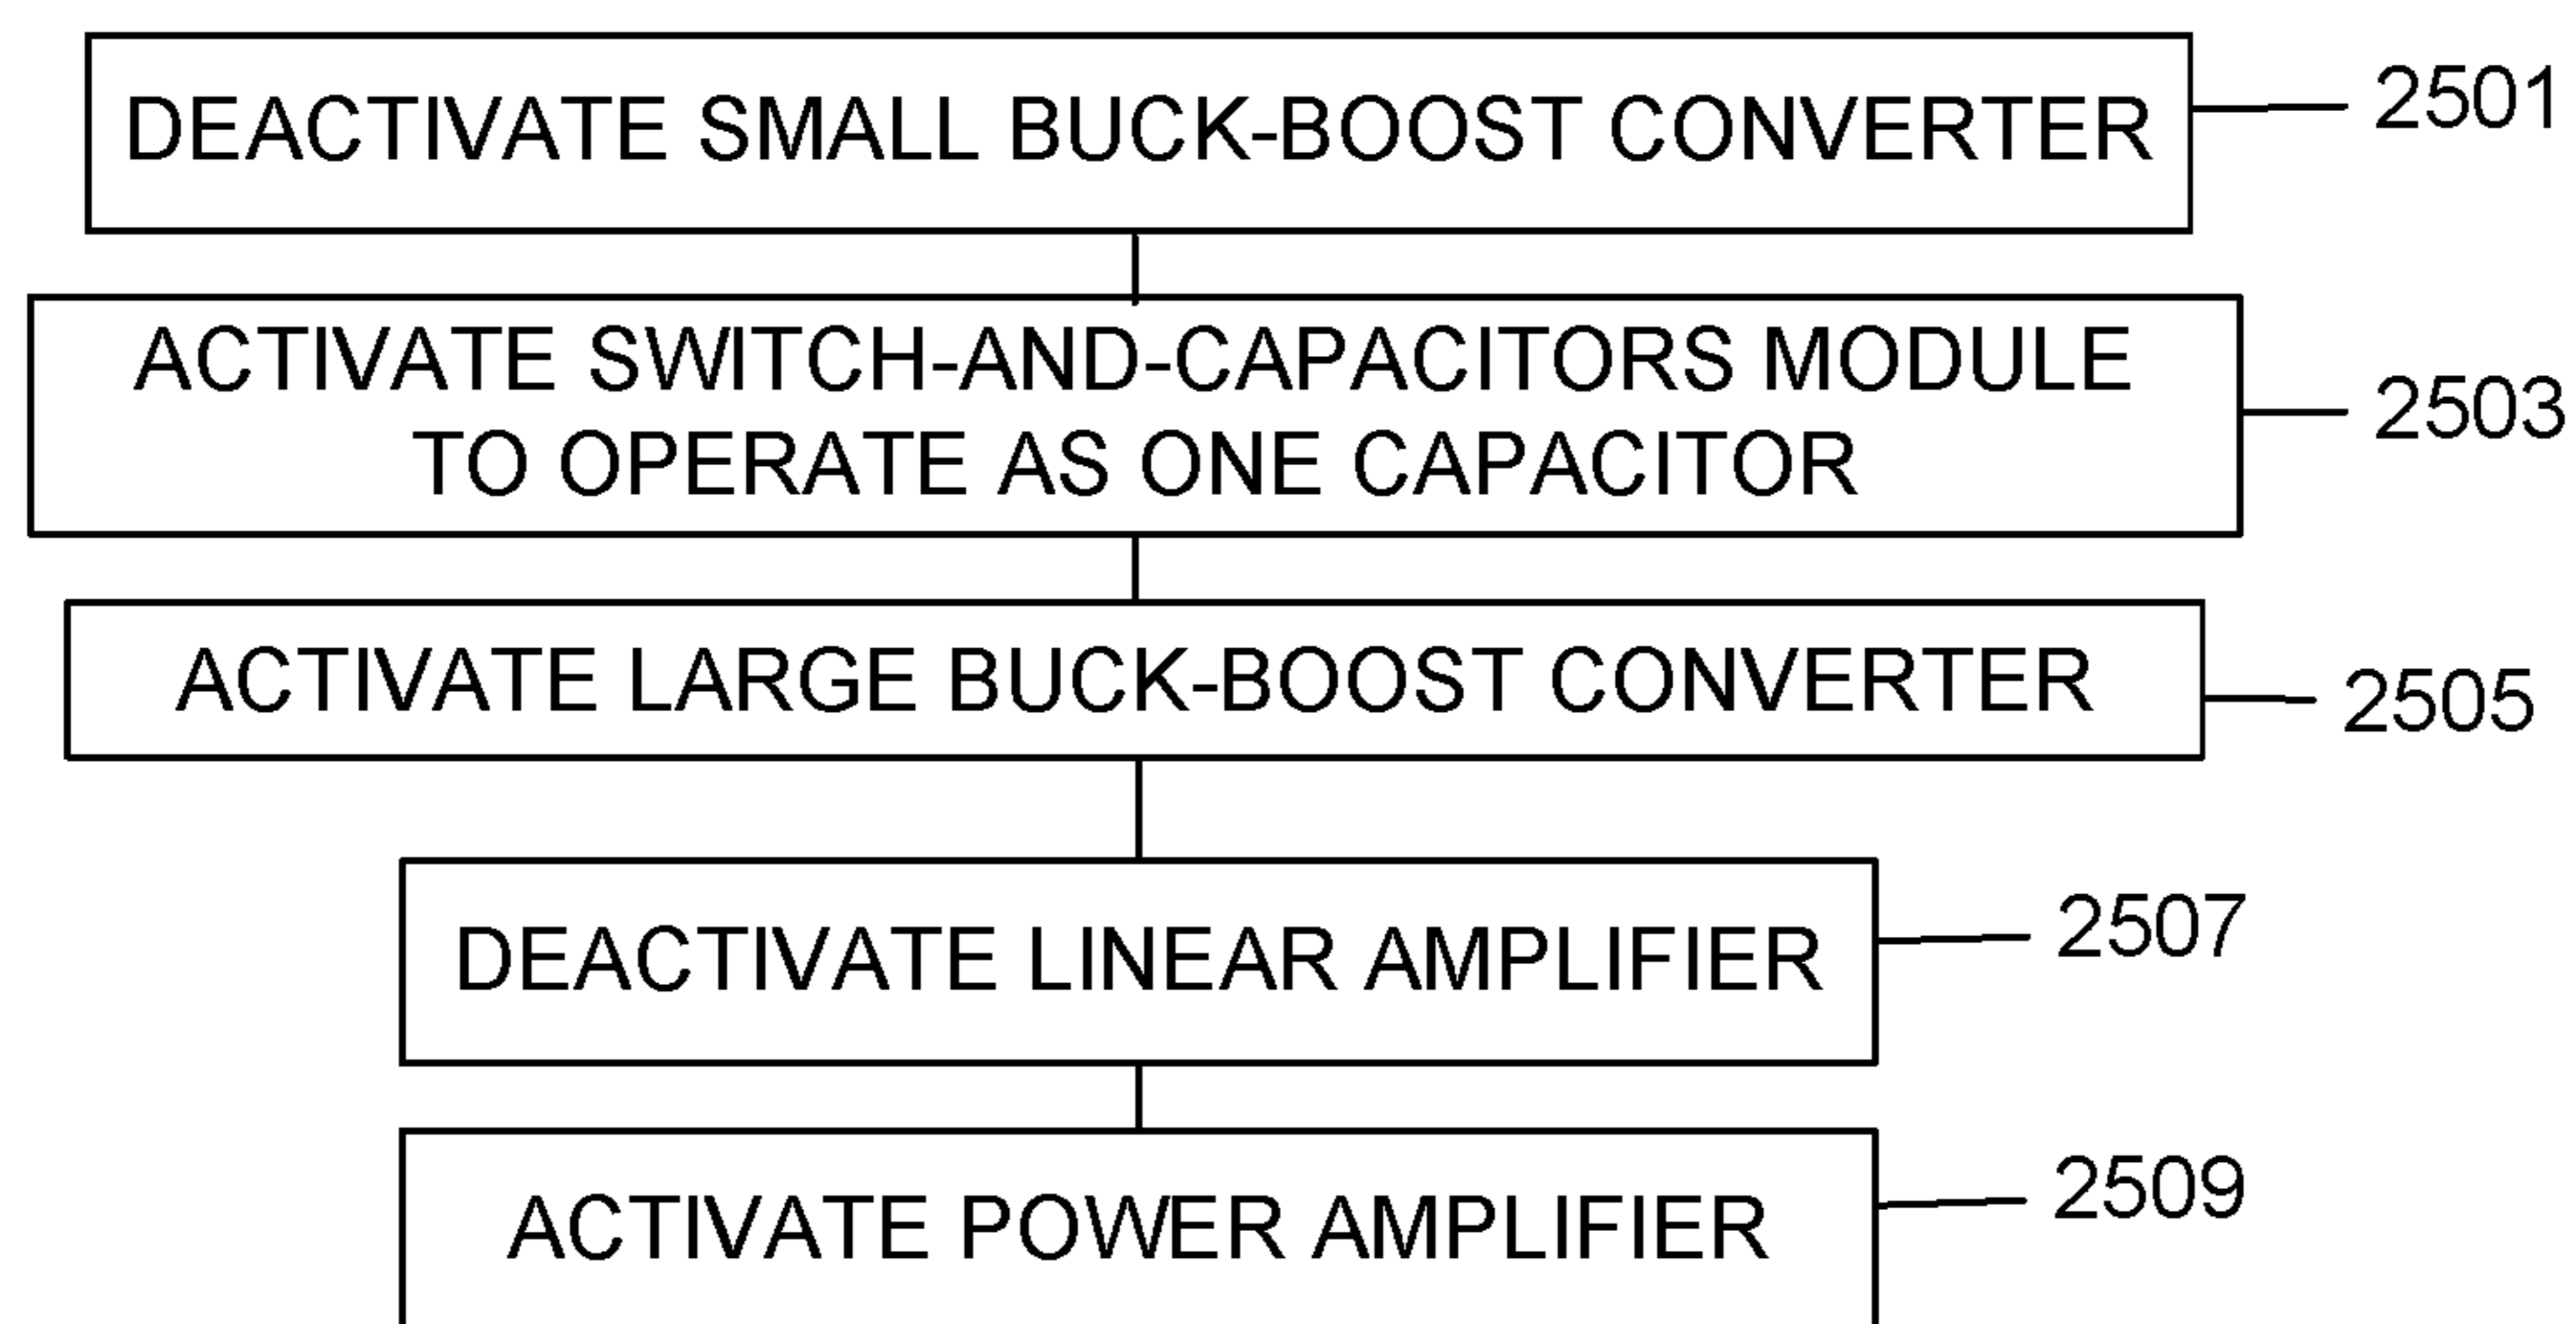 DEACTIVATE SMALL BUCK-BOOST CONVERTER
2501
ACTIVATE SWITCH-AND-CAPACITORS MODULE
TO OPERATE AS ONE CAPACITOR
2503
ACTIVATE LARGE BUCK-BOOST CONVERTER
2505
DEACTIVATE LINEAR AMPLIFIER
2507
ACTIVATE POWER AMPLIFIER
2509